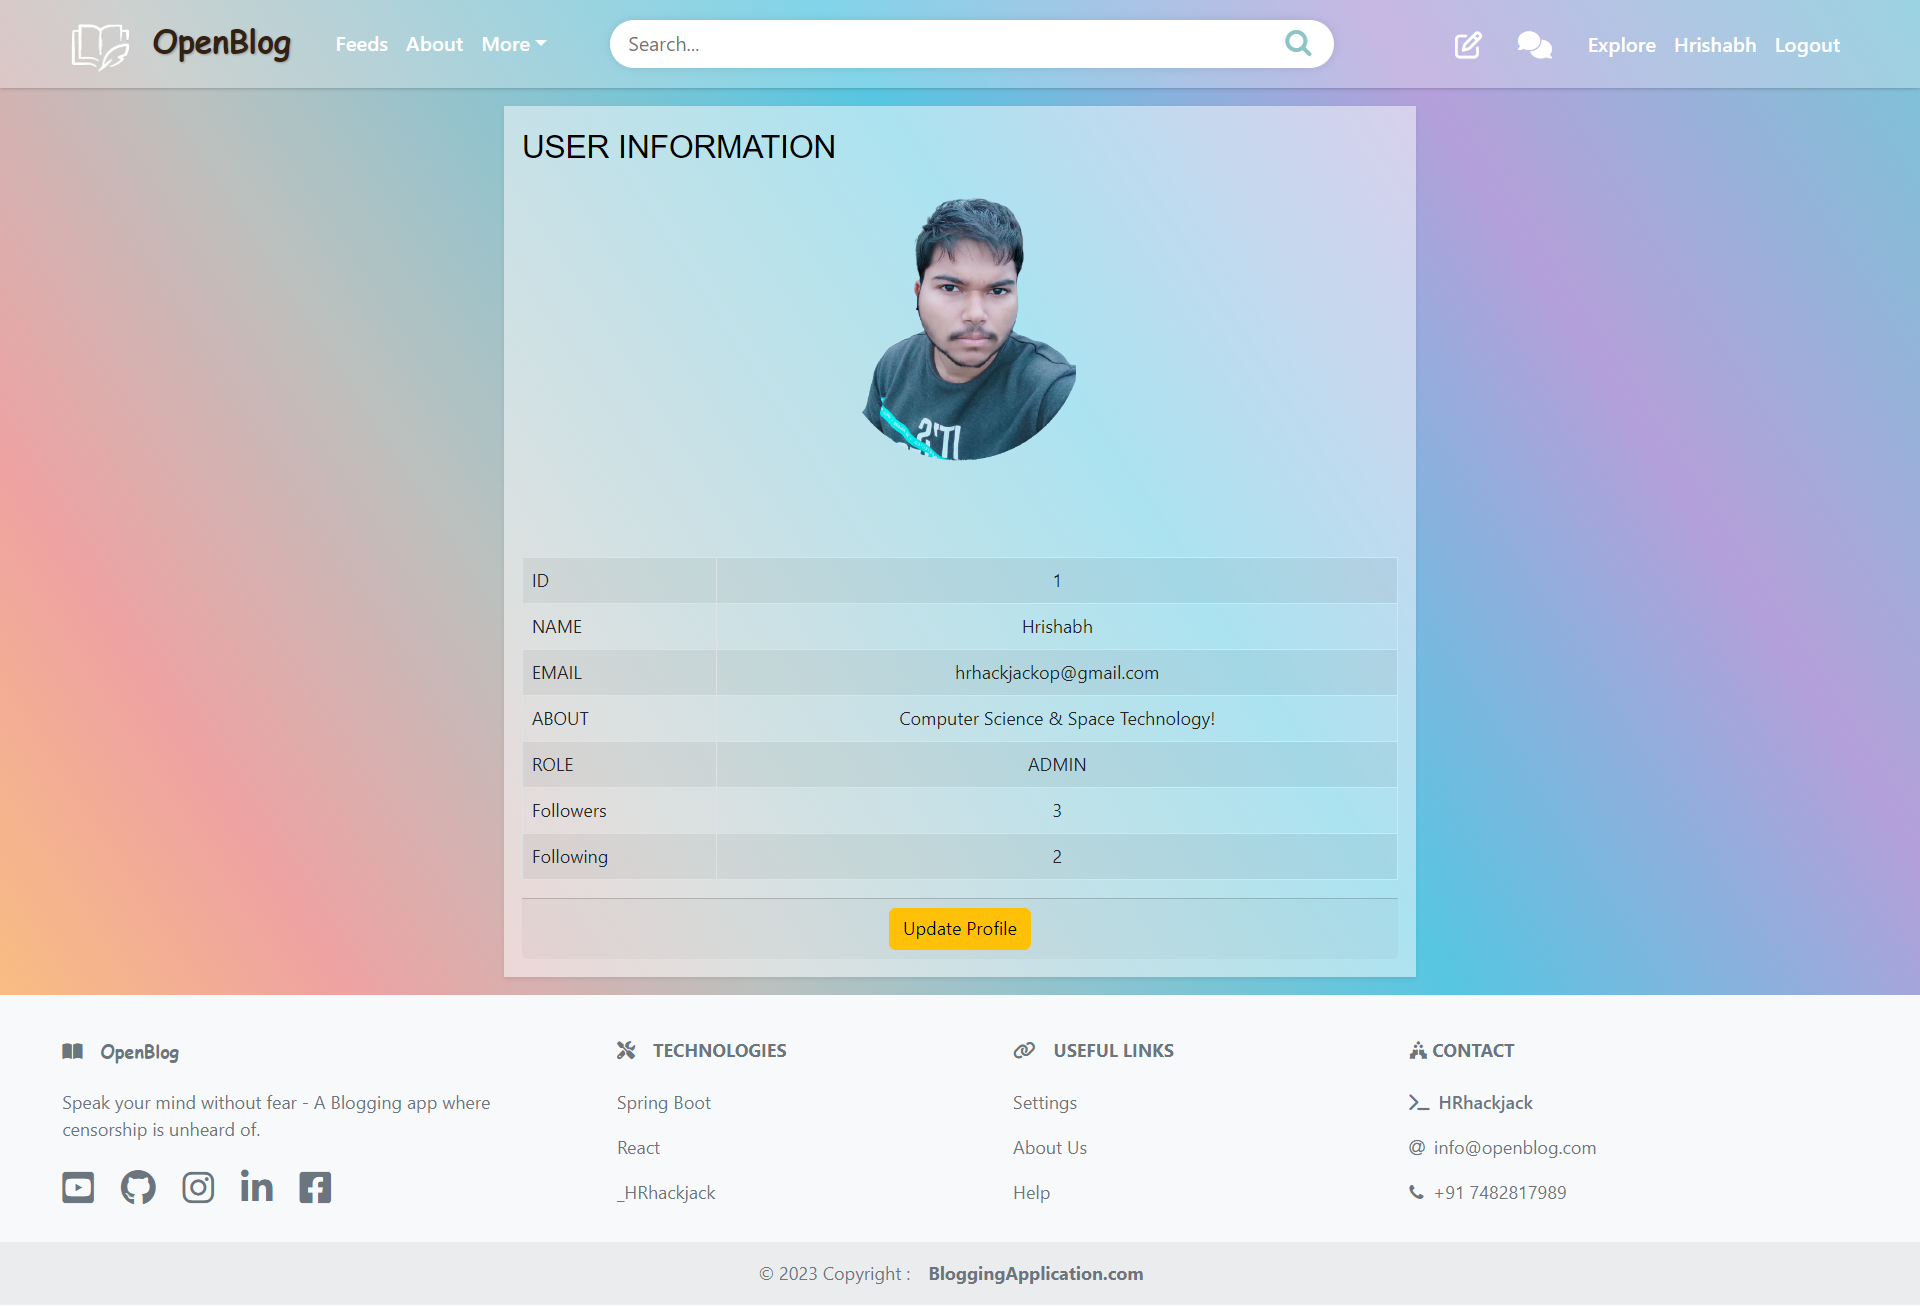 OpenBlog Feeds About More Search... Explore Hrishabh Logout
USER INFORMATION
IT'S
ID 1
NAME Hrishabh
EMAIL hrhackjackop@gmail.com
ABOUT Computer Science & Space Technology!
ROLE ADMIN
Followers 3
Following 2
Update Profile
OpenBlog
Speak your mind without fear - A Blogging app where
censorship is unheard of.
TECHNOLOGIES
Spring Boot
React
_HRhackjack
USEFUL LINKS
Settings
About Us
Help
CONTACT
HRhackjack
info@openblog.com
+91 7482817989
© 2023 Copyright : BloggingApplication.com